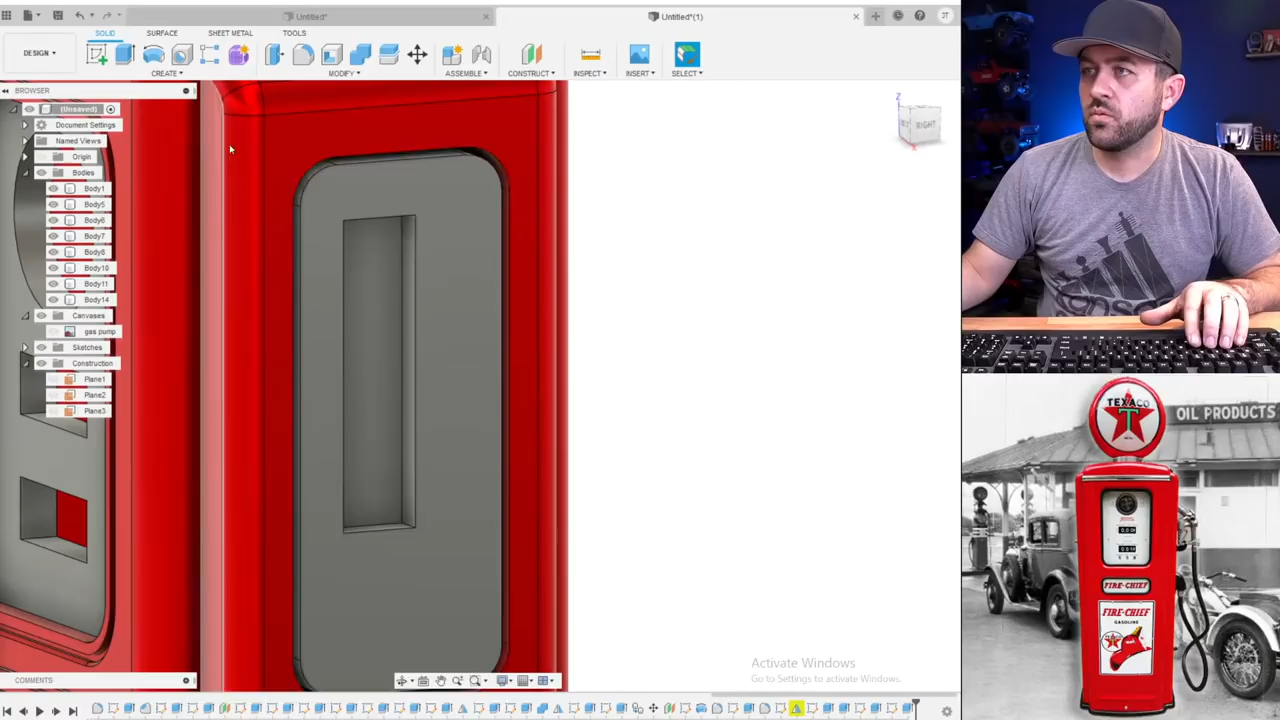 Untitled*
Untitled*(1)
JT
SOLID
SURFACE
SHEET METAL
TOOLS
DESIGN
CREATE
MODIFY
ASSEMBLE
CONSTRUCT
INSPECT
INSERT
SELECT
BROWSER
(Unsaved)
Document Settings
Named Views
Origin
Bodies
Body1
Body5
Body6
Body7
Body8
Body10
Body11
Body14
Canvases
gas pump
Sketches
Construction
Plane1
Plane2
Plane3
Z
RIGHT
X
Activate Windows
Go to Settings to activate Windows.
COMMENTS
TEXACO
T
OIL PRODUCTS
FIRE-CHIEF
FIRE-CHIEF
GASOLINE